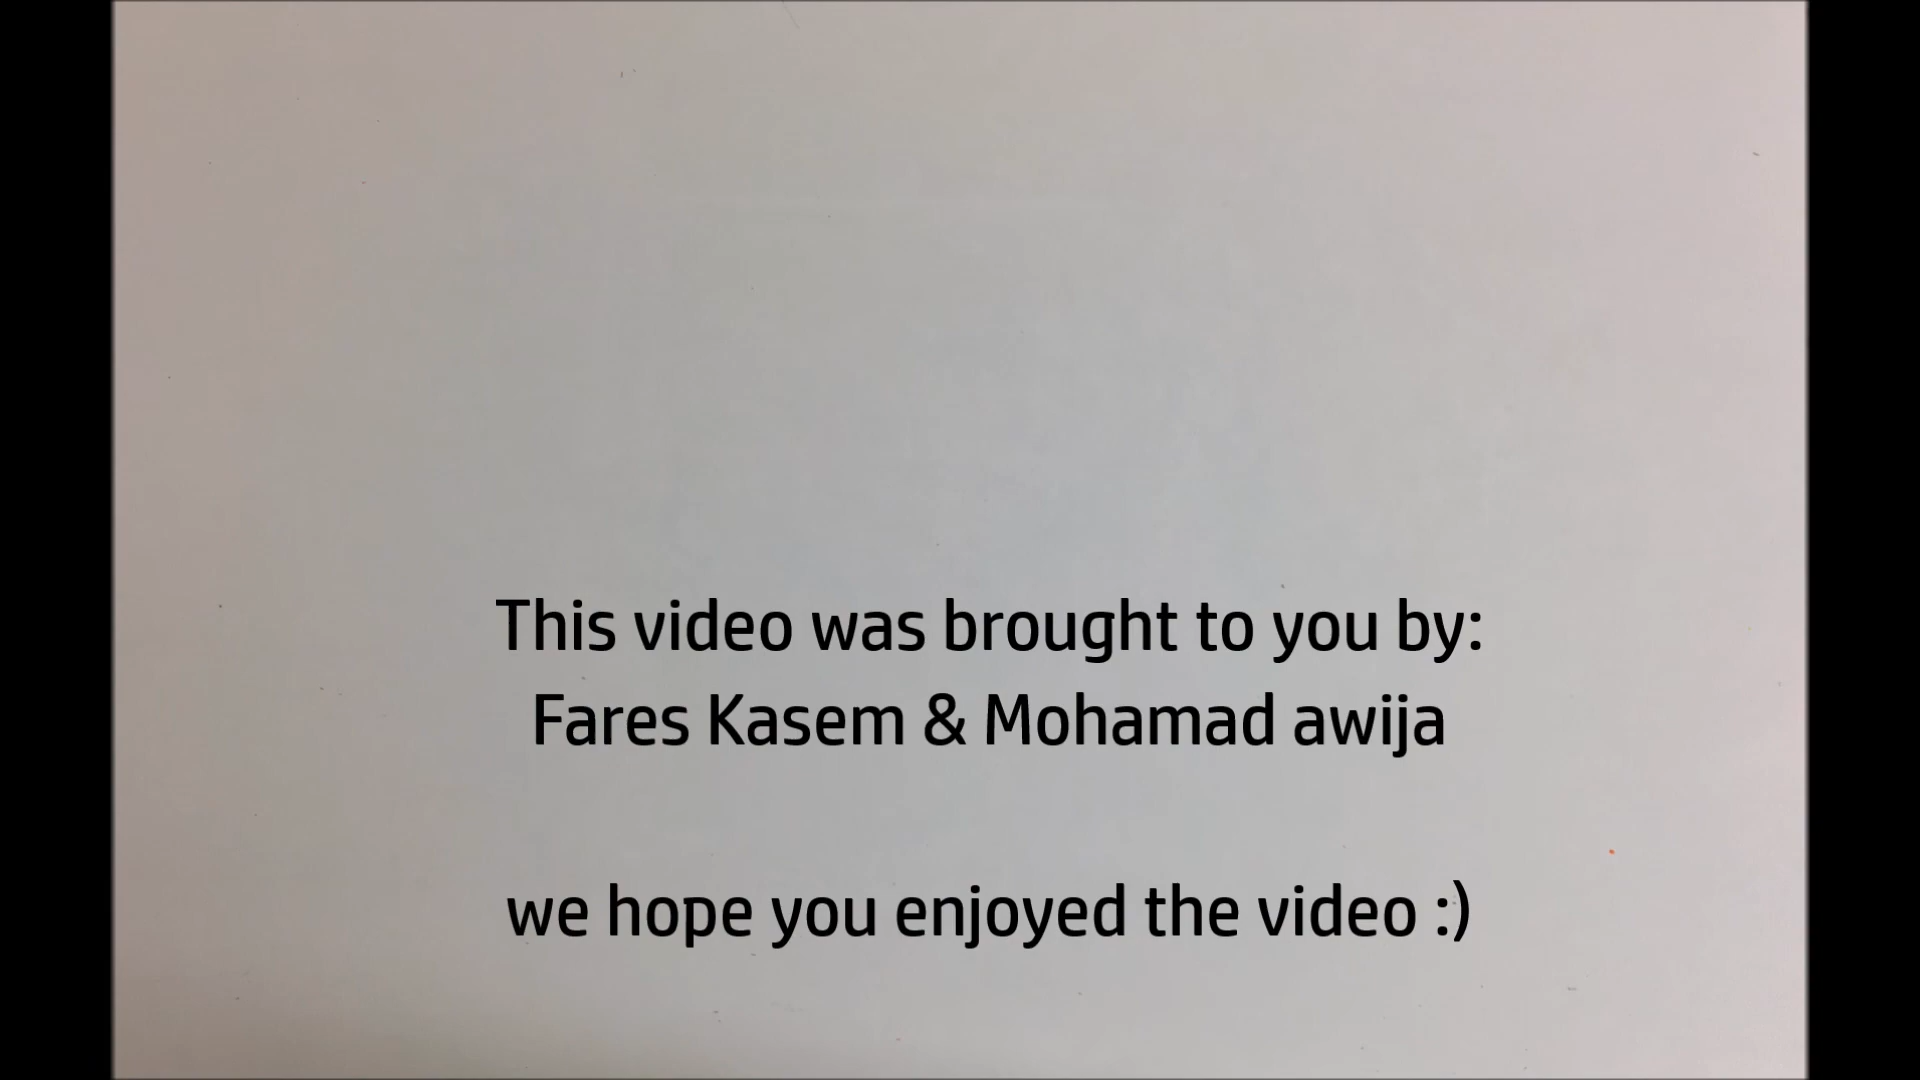 This video was brought to you by:
Fares Kasem & Mohamad awija
we hope you enjoyed the video :)